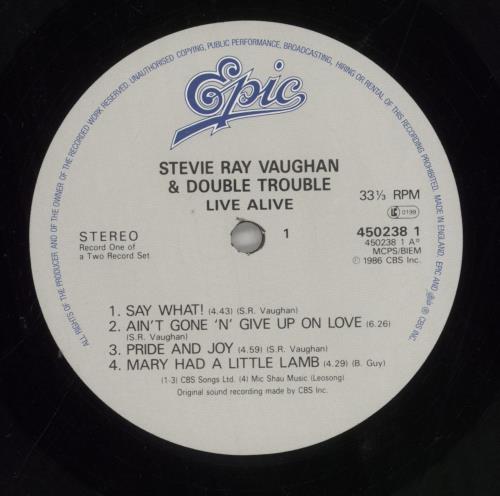 ALL RIGHTS OF THE PRODUCER AND OF THE OWNER OF THE RECORDED WORK RESERVED. UNAUTHORISED COPYING, PUBLIC PERFORMANCE, BROADCASTING, HIRING OR RENTAL OF THIS RECORDING PROHIBITED. MADE IN ENGLAND. EPIC AND
Epic
STEVIE RAY VAUGHAN
& DOUBLE TROUBLE
LIVE ALIVE
33⅓ RPM
LC 0199
STEREO
Record One of
a Two Record Set
1
450238 1
450238 1 A°
MCPS/BIEM
℗ 1986 CBS Inc.
1. SAY WHAT! (4.43) (S.R. Vaughan)
2. AIN'T GONE 'N' GIVE UP ON LOVE (6.26)
(S.R. Vaughan)
3. PRIDE AND JOY (4.59) (S.R. Vaughan)
4. MARY HAD A LITTLE LAMB (4.29) (B. Guy)
(1-3) CBS Songs Ltd. (4) Mic Shau Music (Leosong)
Original sound recording made by CBS Inc.